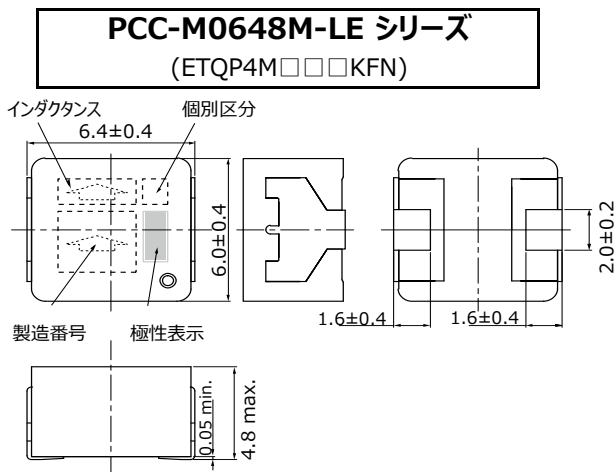 PCC-M0648M-LE シリーズ
(ETQP4M□□□KFN)
インダクタンス
個別区分
6.4±0.4
6.0±0.4
2.0±0.2
1.6±0.4
1.6±0.4
製造番号
極性表示
0.05 min.
4.8 max.